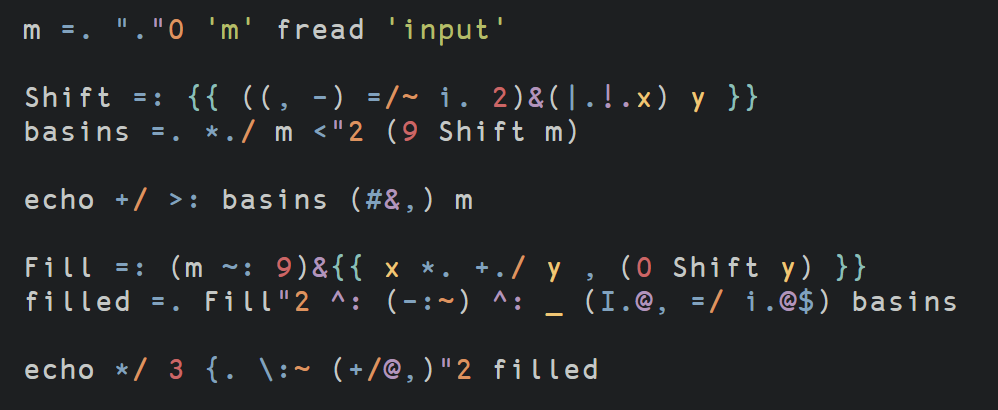 m =. "."0 'm' fread 'input'
Shift =: {{ ((, -) =/~ i. 2)&(|.!.x) y }}
basins =. *./ m <"2 (9 Shift m)
echo +/ >: basins (#&,) m
Fill =: (m ~: 9)&{{ x *. +./ y , (0 Shift y) }}
filled =. Fill"2 ^: (-:~) ^: _ (I.@, =/ i.@$) basins
echo */ 3 {. \:~ (+/@,)"2 filled